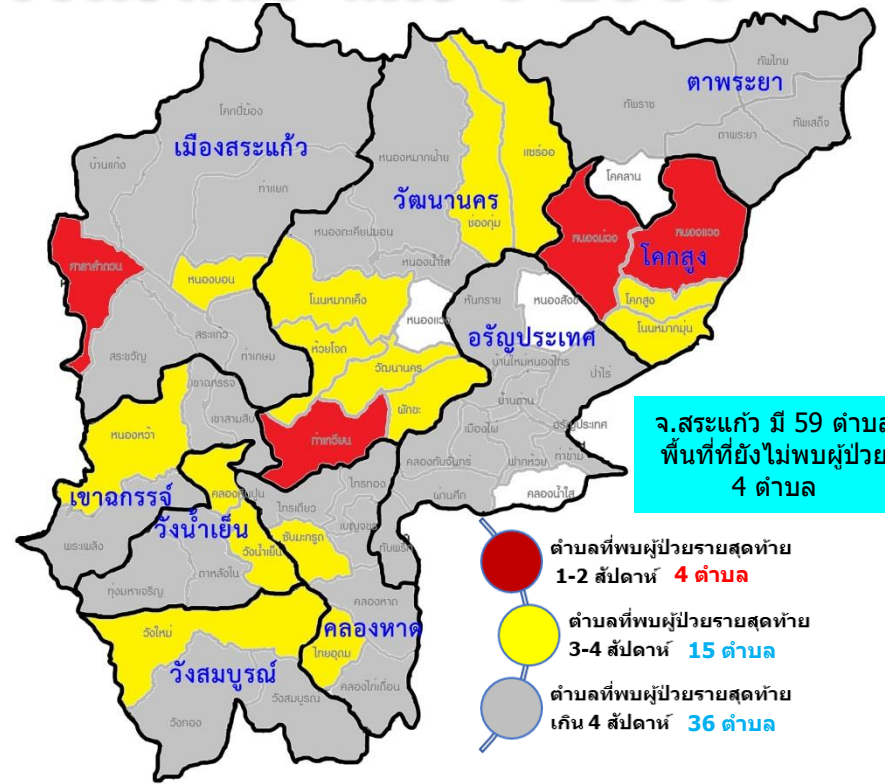 ตาพระยา
ทัพไทย
ทัพราช
ทัพเสด็จ
ตาพระยา
โคกปี่ฆ้อง
เมืองสระแก้ว
บ้านแก้ง
ท่าแยก
หนองหมากฝ้าย
แซร์ออ
วัฒนานคร
ช่องกุ่ม
โคคลาน
หนองตะเคียนบอน
หนองม่วง
หนองแวง
โคกสูง
ศาลาลำดวน
หนองบอน
หนองน้ำใส
โนนหมากเค็ง
หนองแวง
หันทราย
หนองสังข์
โคกสูง
โนนหมากมุ่น
สระแก้ว
ห้วยโจด
อรัญประเทศ
สระขวัญ
ท่าเกษม
วัฒนานคร
บ้านใหม่หนองไทร
ป่าไร่
เขาฉกรรจ์
ผักขะ
บ้านด่าน
เขาสามสิบ
หนองหว้า
ท่าเกวียน
เมืองไผ่
อรัญประเทศ
ท่าข้าม
คลองทับจันทร์
ฟากห้วย
ผ่านศึก
คลองน้ำใส
จ.สระแก้ว มี 59 ตำบล
พื้นที่ที่ยังไม่พบผู้ป่วย
4 ตำบล
เขาฉกรรจ์
ไทรทอง
ไทรเดี่ยว
เบญจขร
วังน้ำเย็น
ซับมะกรูด
พระเพลิง
วังน้ำเย็น
ทับพริก
ตาหลังใน
ทุ่งมหาเจริญ
คลองหาด
วังใหม่
คลองหาด
ไทยอุดม
วังสมบูรณ์
คลองไก่เถื่อน
วังสมบูรณ์
วังทอง
ตำบลที่พบผู้ป่วยรายสุดท้าย
1-2 สัปดาห์ 4 ตำบล
ตำบลที่พบผู้ป่วยรายสุดท้าย
3-4 สัปดาห์ 15 ตำบล
ตำบลที่พบผู้ป่วยรายสุดท้าย
เกิน 4 สัปดาห์ 36 ตำบล